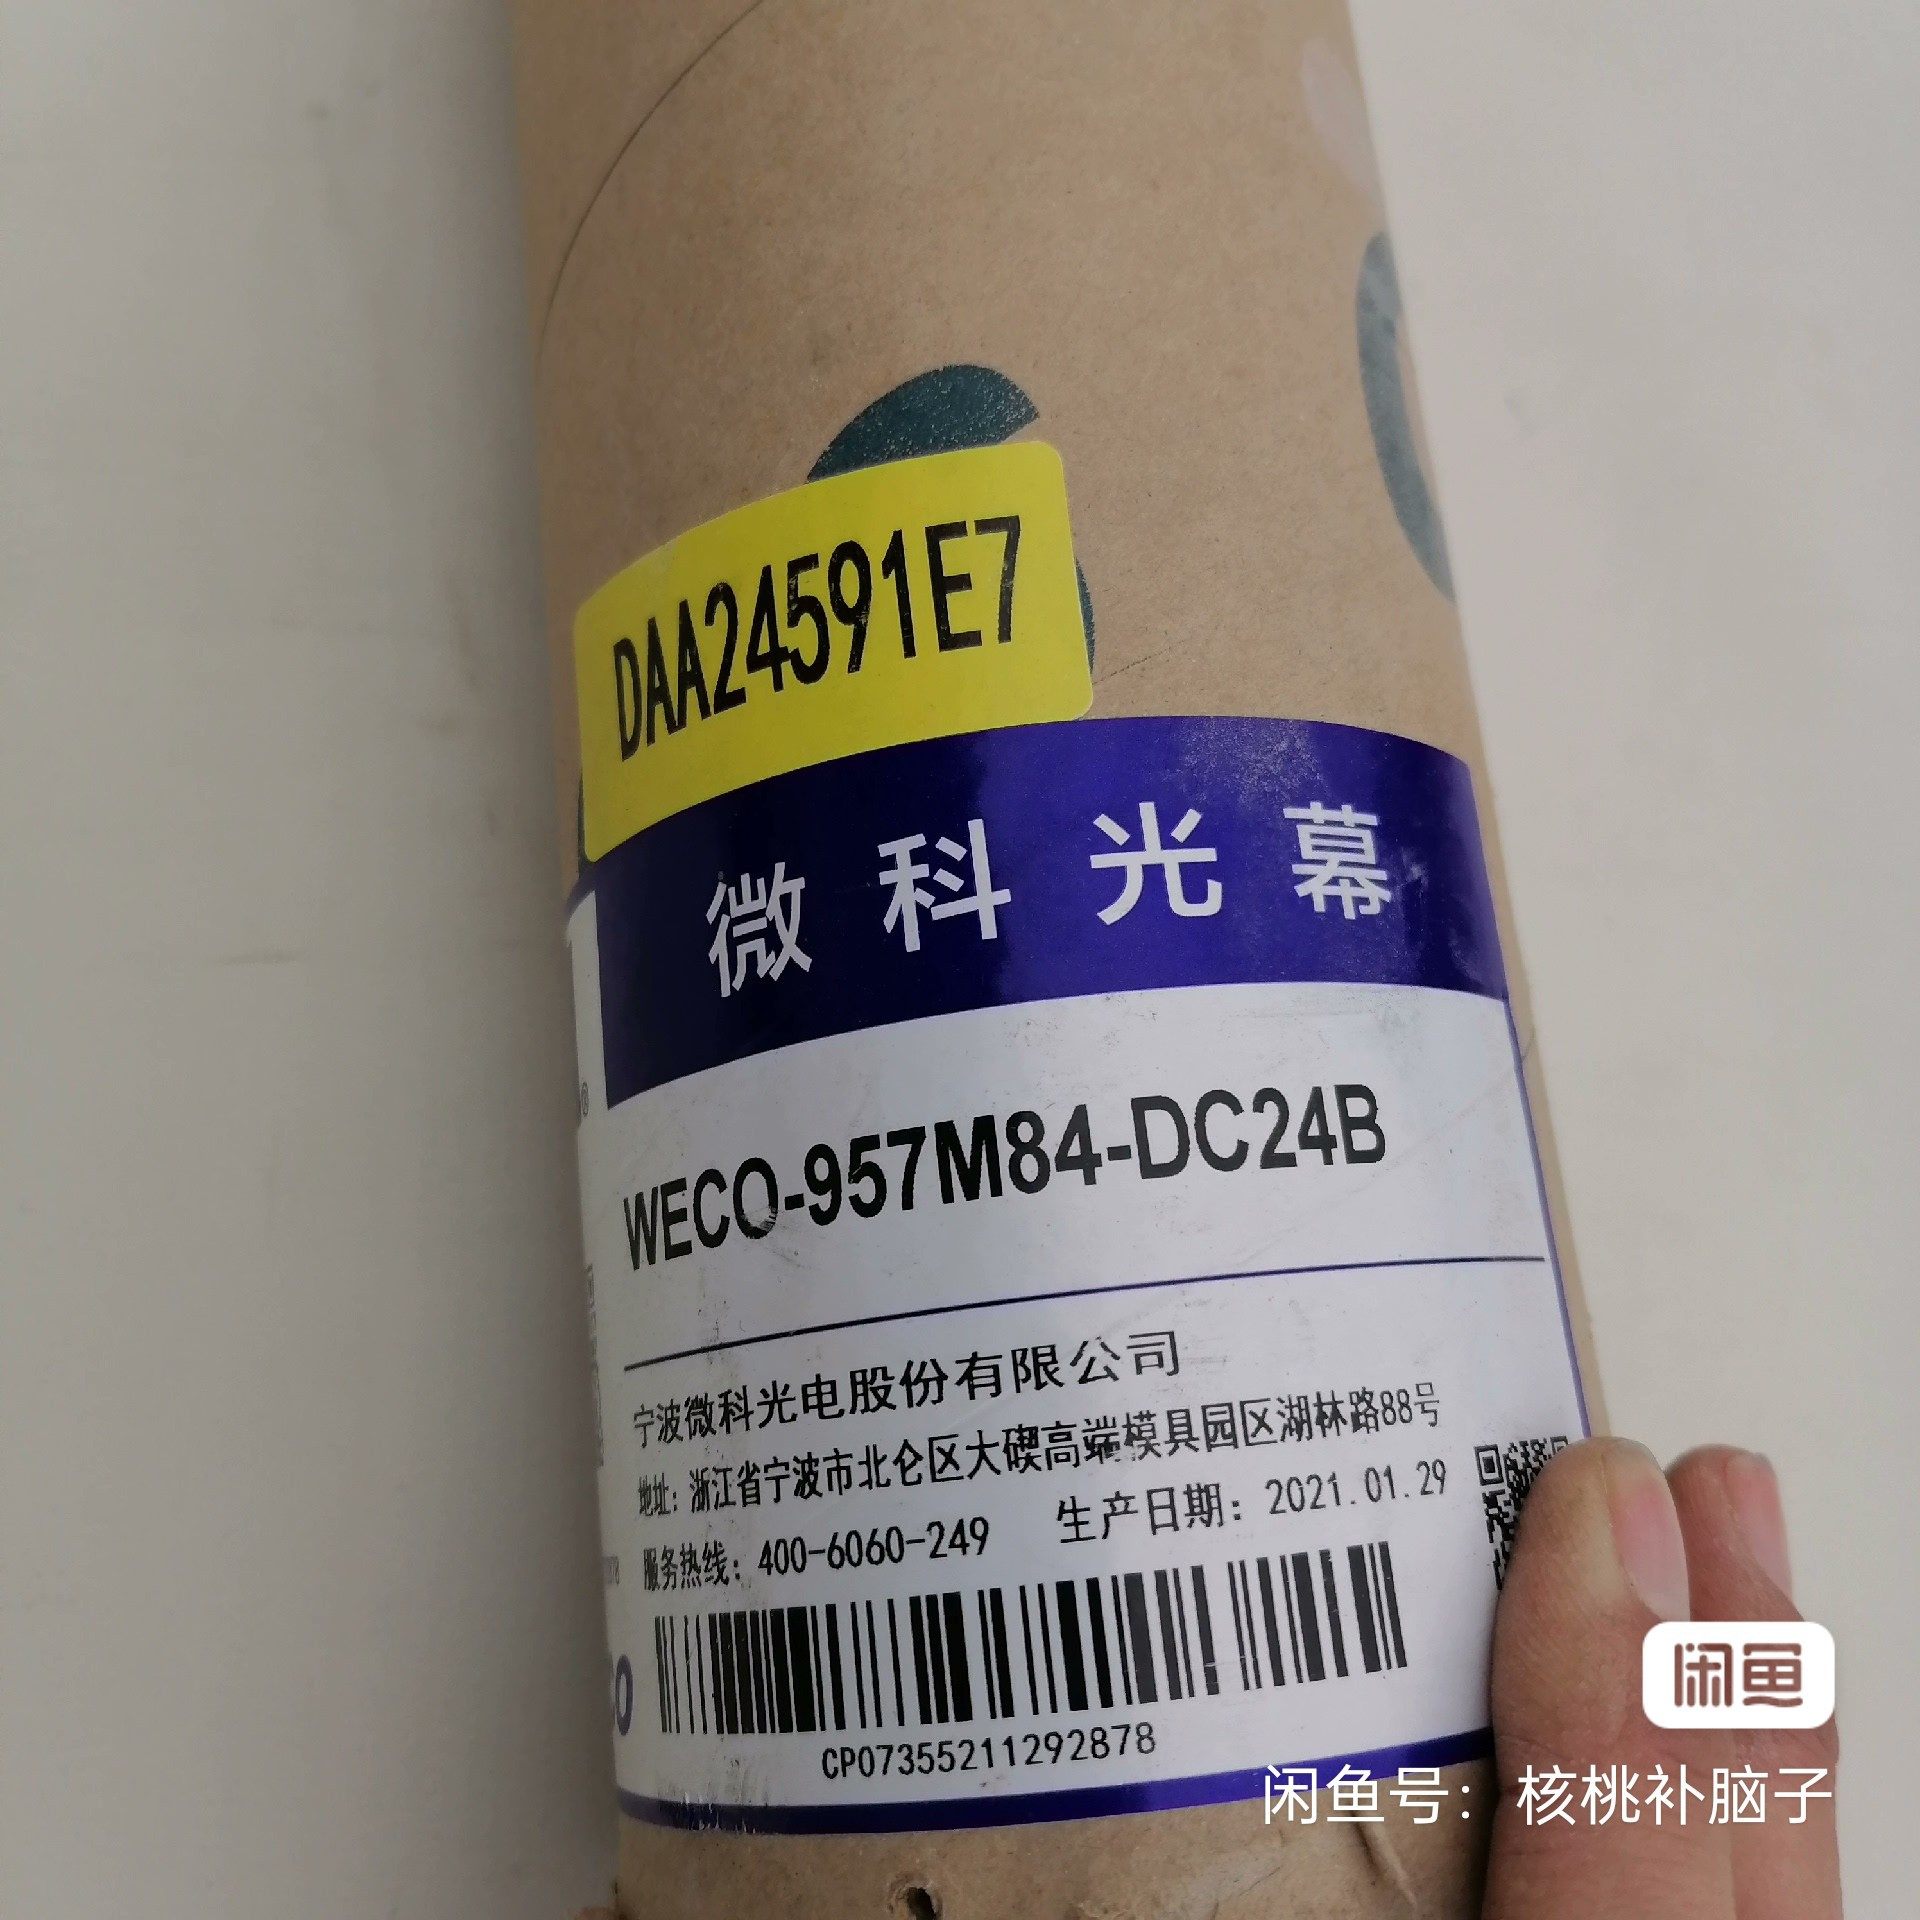 DAA24591E7
微科光幕
®
WECO-957M84-DC24B
宁波微科光电股份有限公司
地址：浙江省宁波市北仑区大碶高端模具园区湖林路88号
服务热线：400-6060-249 生产日期：2021.01.29
CP07355211292878
闲鱼
闲鱼号：核桃补脑子